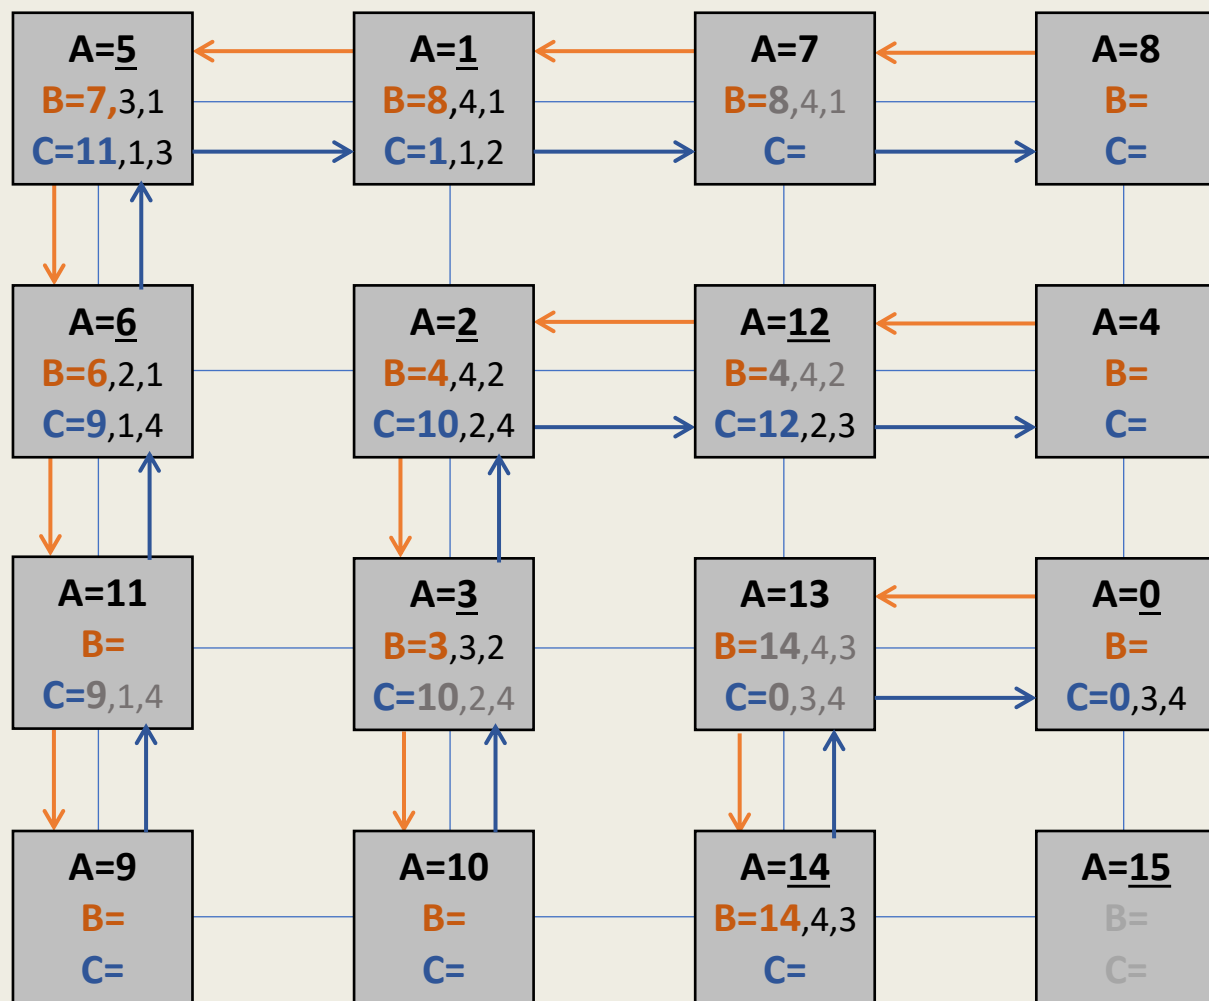 A=5
B=7,3,1
C=11,1,3
A=1
B=8,4,1
C=1,1,2
A=7
B=8,4,1
C=
A=8
B=
C=
A=6
B=6,2,1
C=9,1,4
A=2
B=4,4,2
C=10,2,4
A=12
B=4,4,2
C=12,2,3
A=4
B=
C=
A=11
B=
C=9,1,4
A=3
B=3,3,2
C=10,2,4
A=13
B=14,4,3
C=0,3,4
A=0
B=
C=0,3,4
A=9
B=
C=
A=10
B=
C=
A=14
B=14,4,3
C=
A=15
B=
C=